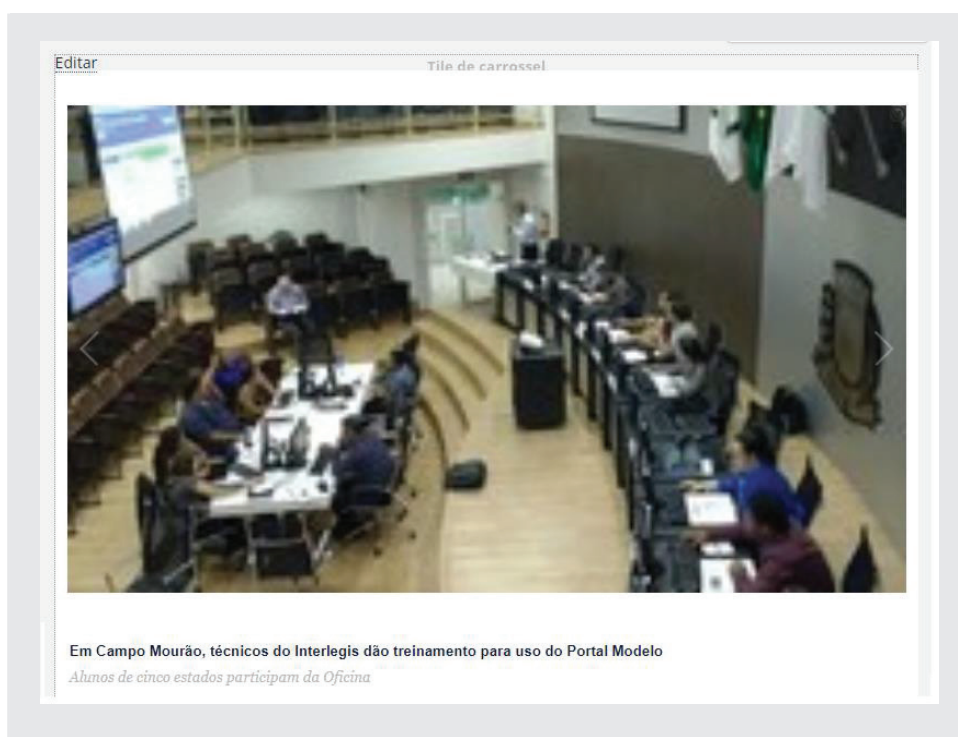 Editar
Tile de carrossel
Em Campo Mourão, técnicos do Interlegis dão treinamento para uso do Portal Modelo
Alunos de cinco estados participam da Oficina